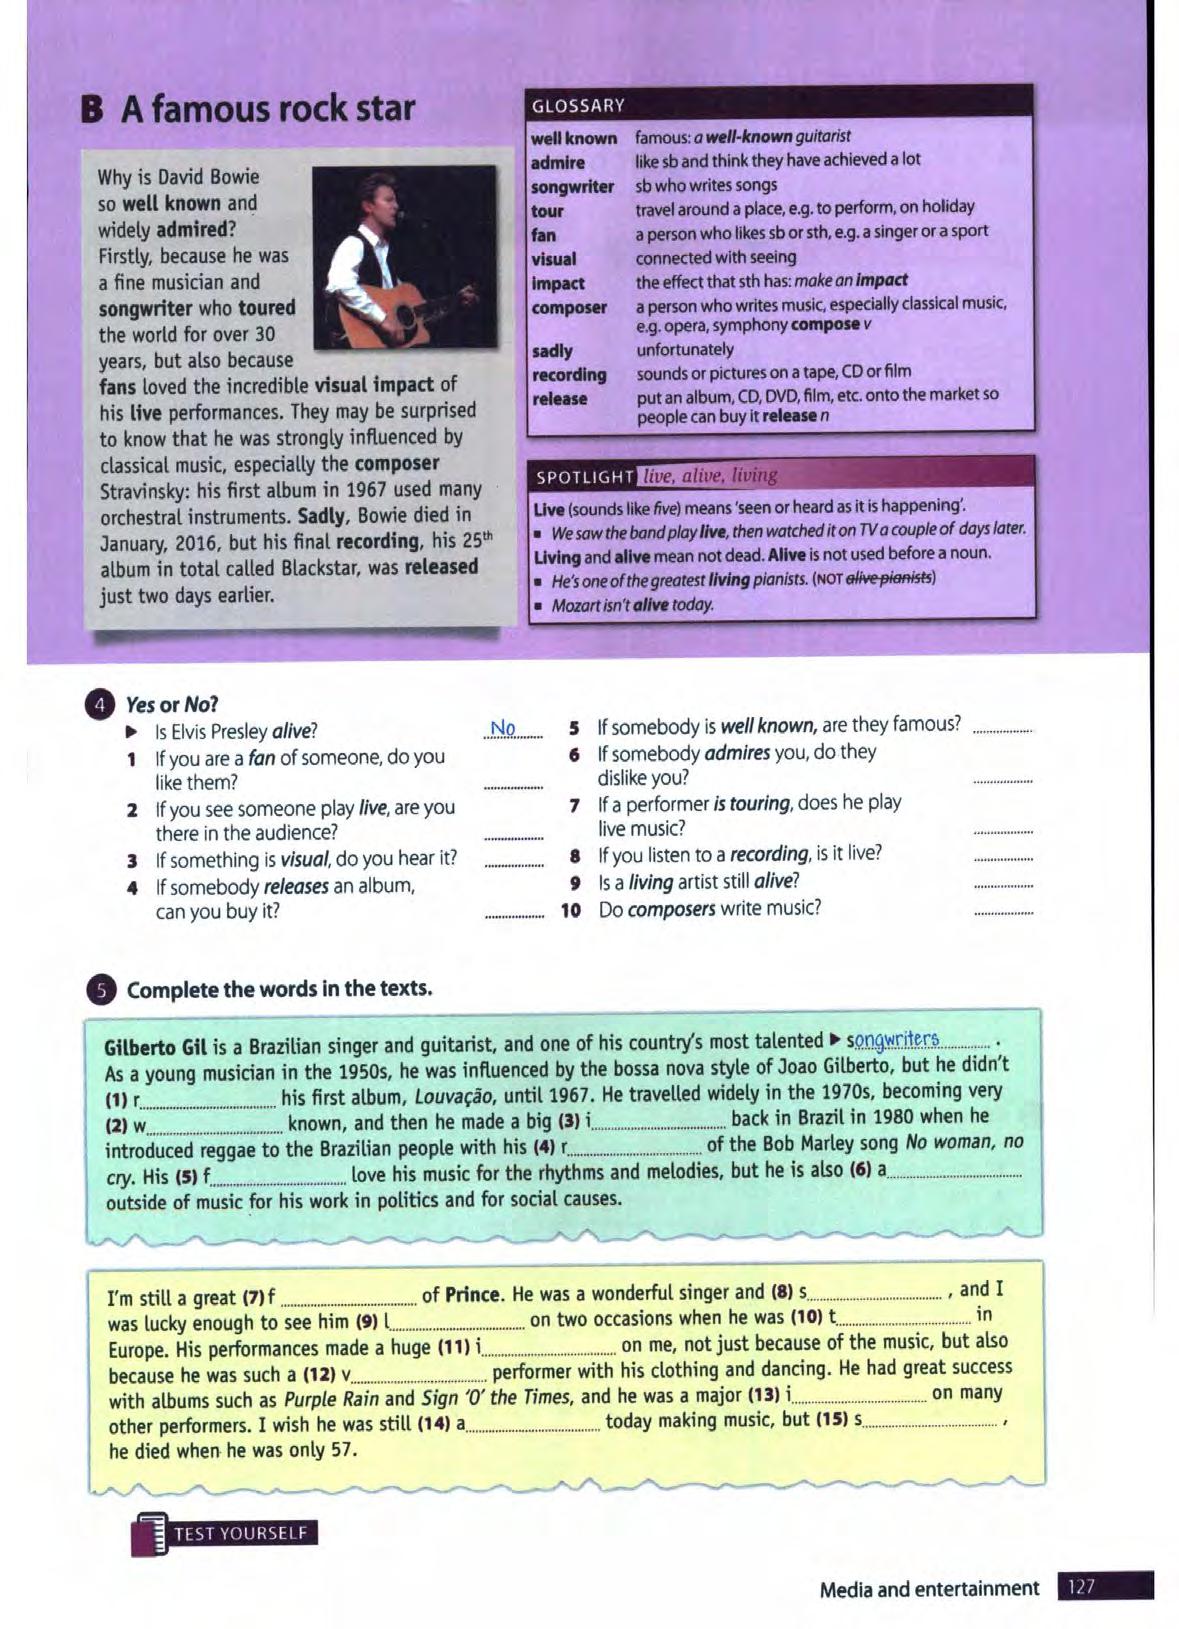 B A famous rock star
Why is David Bowie
so well known and
widely admired?
Firstly, because he was
a fine musician and
songwriter who toured
the world for over 30
years, but also because
fans loved the incredible visual impact of
his live performances. They may be surprised
to know that he was strongly influenced by
classical music, especially the composer
Stravinsky: his first album in 1967 used many
orchestral instruments. Sadly, Bowie died in
January, 2016, but his final recording, his 25th
album in total called Blackstar, was released
just two days earlier.
GLOSSARY
well known famous: a well-known guitarist
admire like sb and think they have achieved a lot
songwriter sb who writes songs
tour travel around a place, e.g. to perform, on holiday
fan a person who likes sb or sth, e.g. a singer or a sport
visual connected with seeing
impact the effect that sth has: make an impact
composer a person who writes music, especially classical music,
e.g. opera, symphony compose v
sadly unfortunately
recording sounds or pictures on a tape, CD or film
release put an album, CD, DVD, film, etc. onto the market so
people can buy it release n
SPOTLIGHT live, alive, living
Live (sounds like five) means 'seen or heard as it is happening'.
▪ We saw the band play live, then watched it on TV a couple of days later.
Living and alive mean not dead. Alive is not used before a noun.
▪ He's one of the greatest living pianists. (NOT alive pianists)
▪ Mozart isn't alive today.
4 Yes or No?
▶ Is Elvis Presley alive? No
1 If you are a fan of someone, do you
like them? ..................
2 If you see someone play live, are you
there in the audience? ..................
3 If something is visual, do you hear it? ..................
4 If somebody releases an album,
can you buy it? ..................
5 If somebody is well known, are they famous? ..................
6 If somebody admires you, do they
dislike you? ..................
7 If a performer is touring, does he play
live music? ..................
8 If you listen to a recording, is it live? ..................
9 Is a living artist still alive? ..................
10 Do composers write music? ..................
5 Complete the words in the texts.
Gilberto Gil is a Brazilian singer and guitarist, and one of his country's most talented ▶ songwriters .
As a young musician in the 1950s, he was influenced by the bossa nova style of Joao Gilberto, but he didn't
(1) r.................. his first album, Louvação, until 1967. He travelled widely in the 1970s, becoming very
(2) w.................. known, and then he made a big (3) i.................. back in Brazil in 1980 when he
introduced reggae to the Brazilian people with his (4) r.................. of the Bob Marley song No woman, no
cry. His (5) f.................. love his music for the rhythms and melodies, but he is also (6) a..................
outside of music for his work in politics and for social causes.
I'm still a great (7) f .................. of Prince. He was a wonderful singer and (8) s.................. , and I
was lucky enough to see him (9) l.................. on two occasions when he was (10) t.................. in
Europe. His performances made a huge (11) i.................. on me, not just because of the music, but also
because he was such a (12) v.................. performer with his clothing and dancing. He had great success
with albums such as Purple Rain and Sign 'O' the Times, and he was a major (13) i.................. on many
other performers. I wish he was still (14) a.................. today making music, but (15) s.................. ,
he died when he was only 57.
TEST YOURSELF
Media and entertainment 127